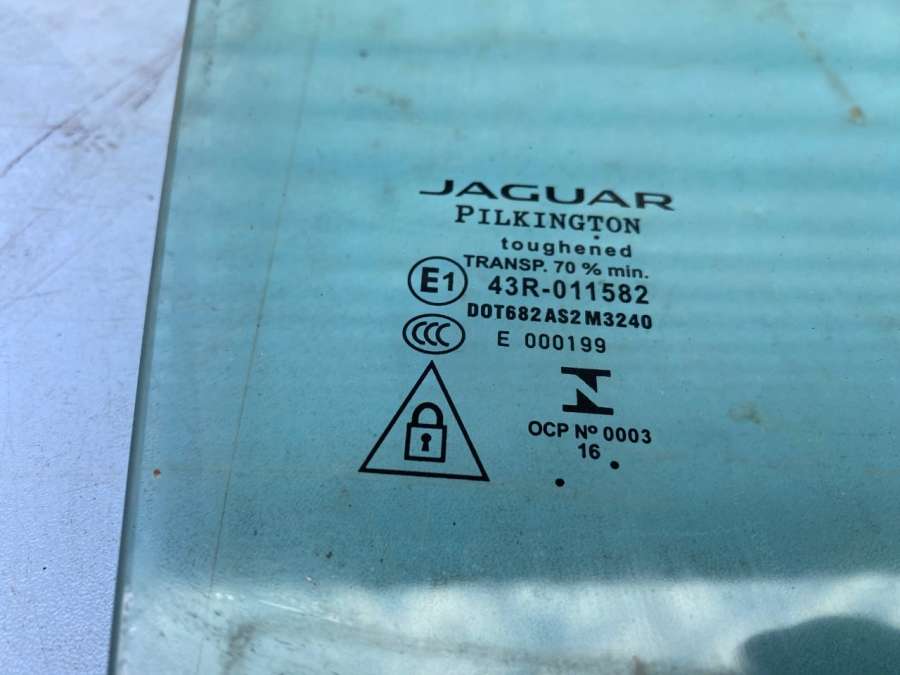 JAGUAR
PILKINGTON
toughened
TRANSP. 70 % min.
E1 43R-011582
DOT682 AS2 M3240
CCC E 000199
OCP Nº 0003
16